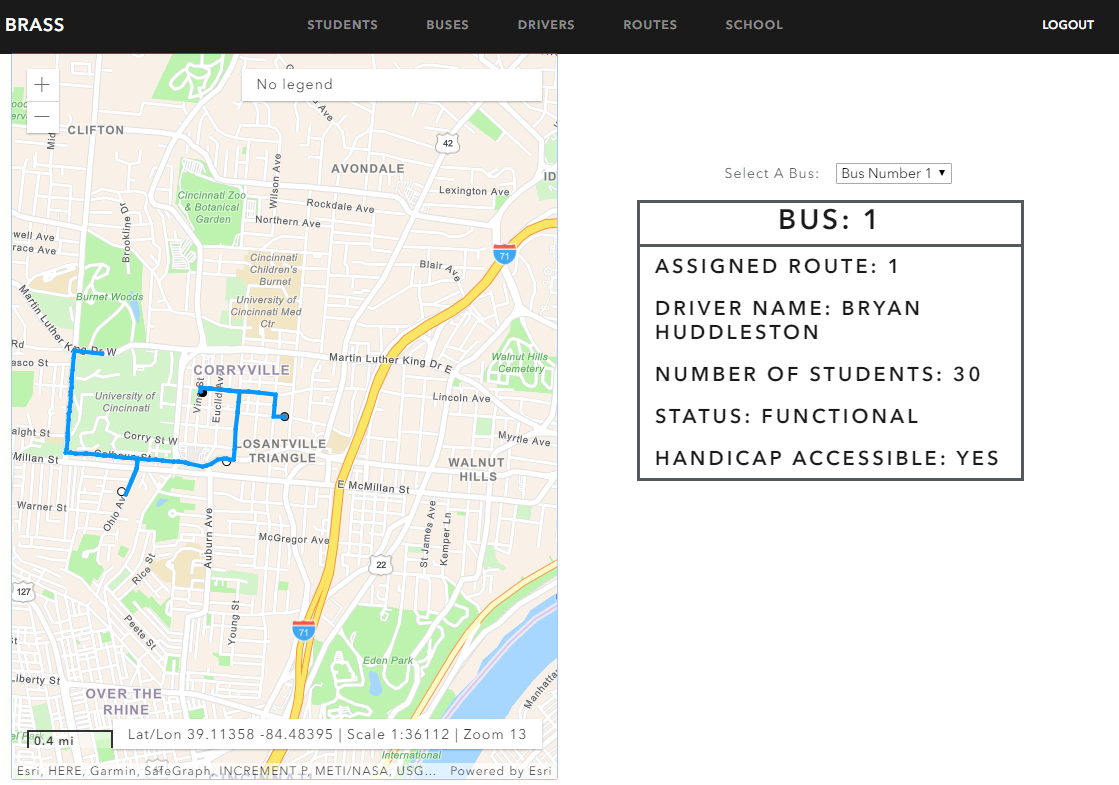 BRASS
STUDENTS
BUSES
DRIVERS
ROUTES
SCHOOL
LOGOUT
+
No legend
−
CLIFTON
42
AVONDALE
Wilson Ave
Lexington Ave
Cincinnati Zoo
& Botanical
Garden
Rockdale Ave
Northern Ave
Brookline Dr
well Ave
race Ave
71
Cincinnati
Children's
Burnet
Blair Ave
University of
Cincinnati Med
Ctr
Burnet Woods
Martin Luther King Dr W
Rd
asco St
Martin Luther King Dr E
Walnut Hills
Cemetery
CORRYVILLE
Vine St
Euclid Ave
University of
Cincinnati
Lincoln Ave
aight St
Corry St W
Calhoun St
Millan St
LOSANTVILLE
TRIANGLE
Myrtle Ave
WALNUT
HILLS
E McMillan St
Warner St
Ohio Ave
Auburn Ave
McGregor Ave
St James Ave
Kemper Ln
Rice St
22
127
Peete St
Young St
71
Eden Park
Liberty St
OVER THE
RHINE
0.4 mi
Lat/Lon 39.11358 -84.48395 | Scale 1:36112 | Zoom 13
International
Esri, HERE, Garmin, SafeGraph, INCREMENT P, METI/NASA, USG...
Powered by Esri
Select A Bus:
Bus Number 1
BUS: 1
ASSIGNED ROUTE: 1
DRIVER NAME: BRYAN
HUDDLESTON
NUMBER OF STUDENTS: 30
STATUS: FUNCTIONAL
HANDICAP ACCESSIBLE: YES